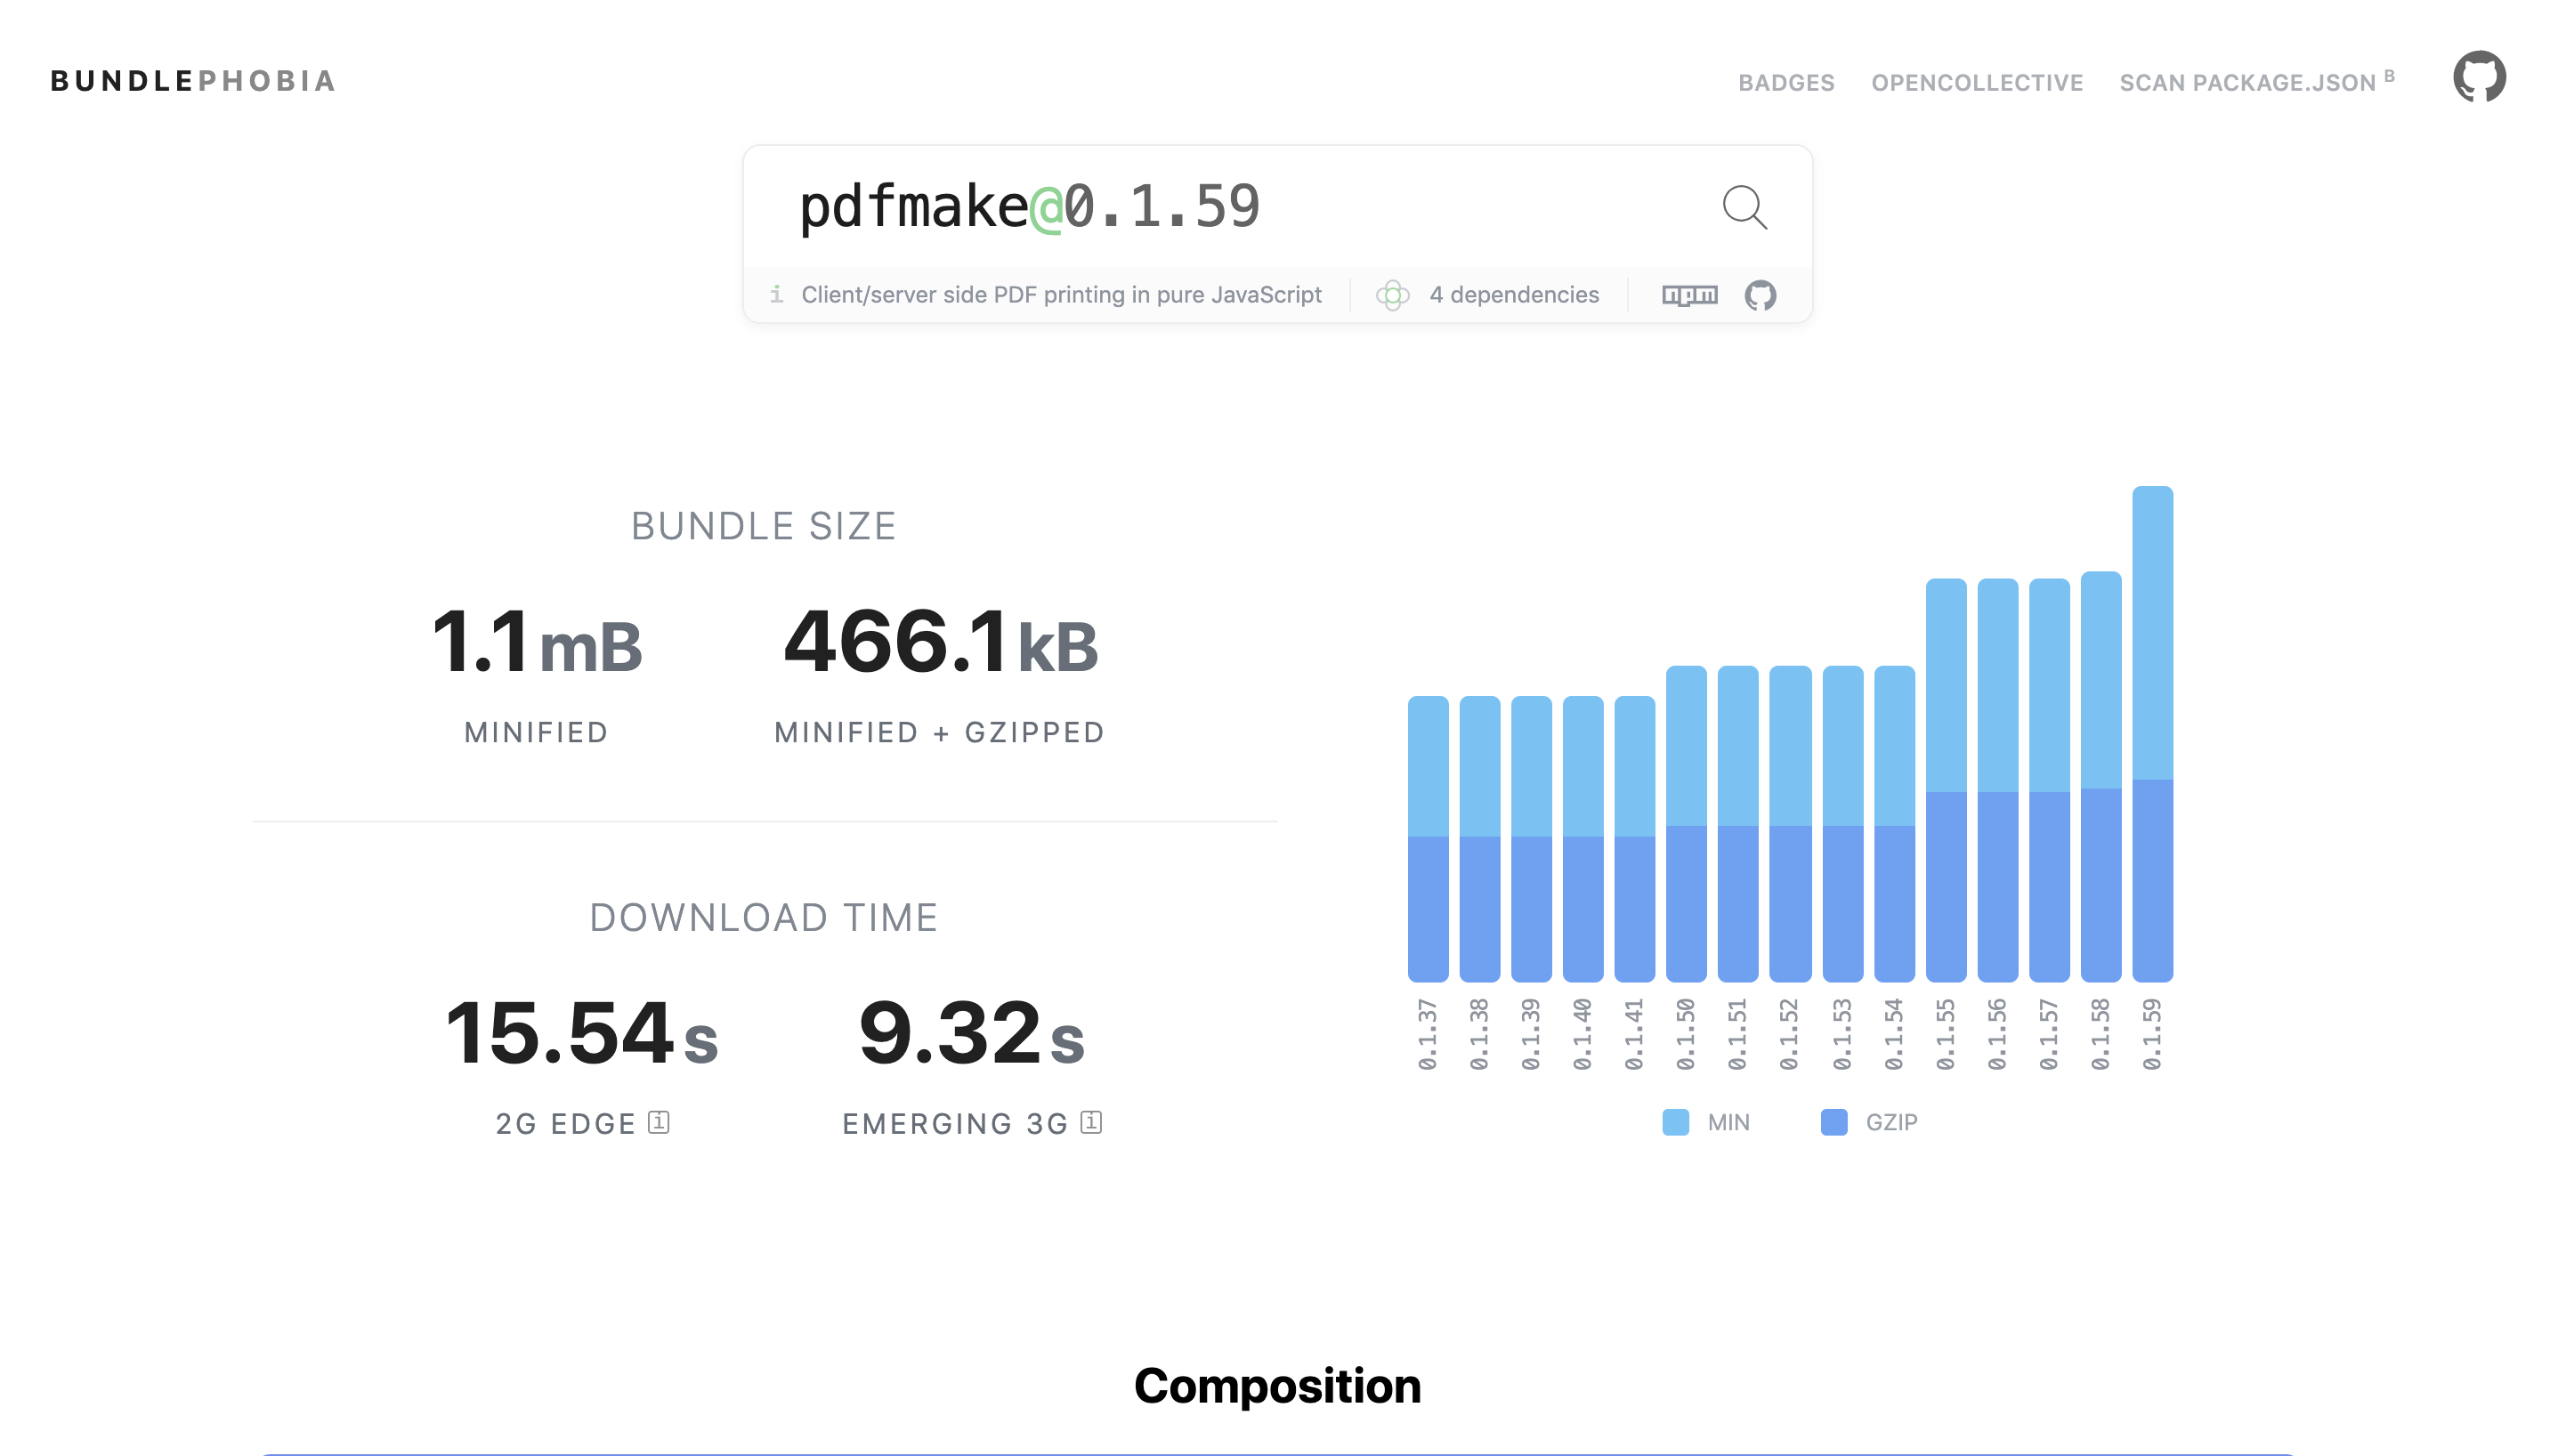 BUNDLEPHOBIA
BADGES OPENCOLLECTIVE SCAN PACKAGE.JSON B
pdfmake@0.1.59
i Client/server side PDF printing in pure JavaScript 4 dependencies npm
BUNDLE SIZE
1.1 mB 466.1 kB
MINIFIED MINIFIED + GZIPPED
DOWNLOAD TIME
15.54 s 9.32 s
2G EDGE i EMERGING 3G i
0.1.37 0.1.38 0.1.39 0.1.40 0.1.41 0.1.50 0.1.51 0.1.52 0.1.53 0.1.54 0.1.55 0.1.56 0.1.57 0.1.58 0.1.59
MIN GZIP
Composition